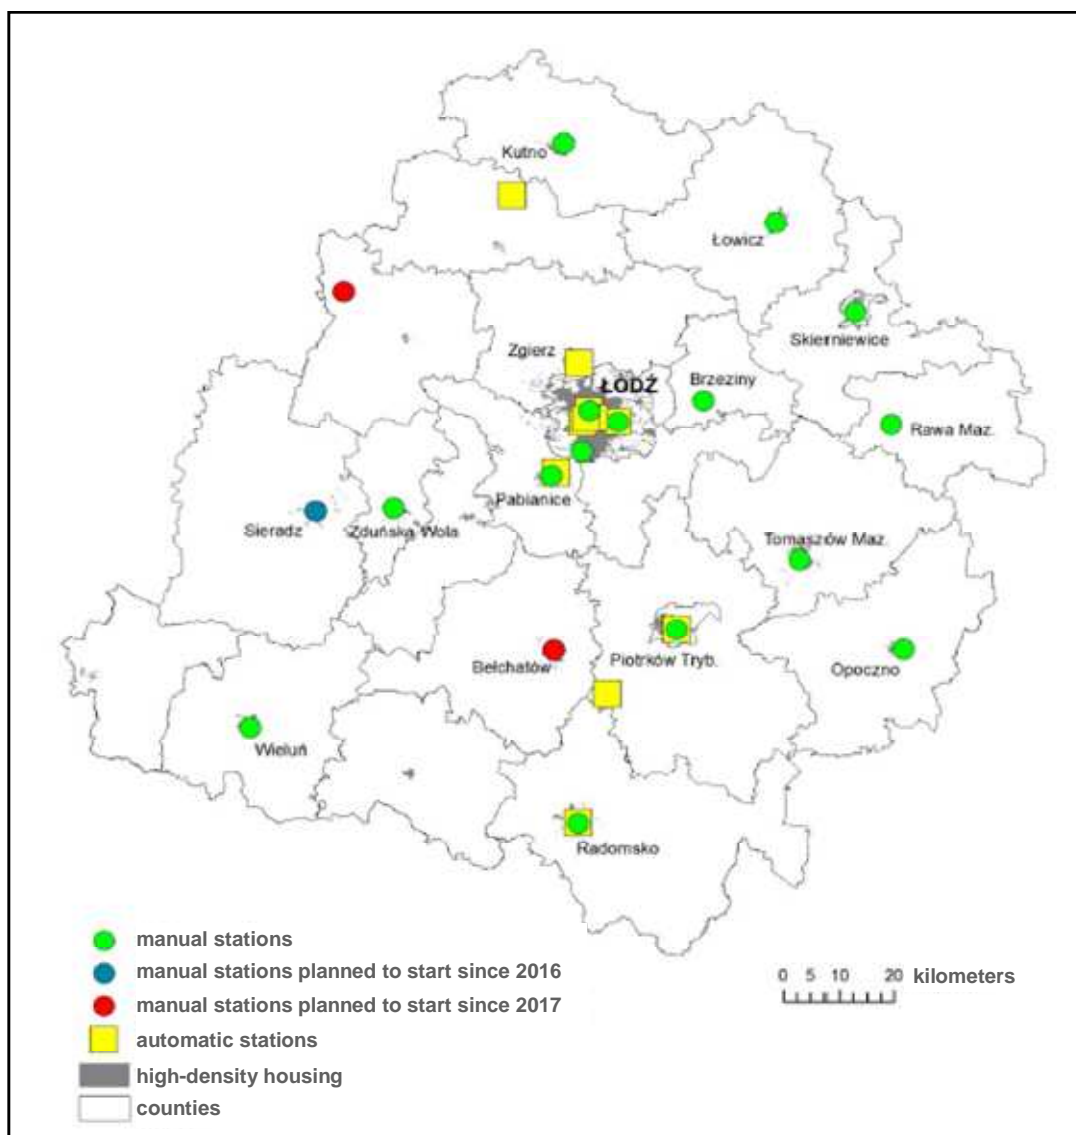 Kutno
Łowicz
Skierniewice
Zgierz
ŁÓDŹ
Brzeziny
Rawa Maz.
Pabianice
Sieradz
Zduńska Wola
Tomaszów Maz.
Bełchatów
Piotrków Tryb.
Opoczno
Wieluń
Radomsko
manual stations
manual stations planned to start since 2016
manual stations planned to start since 2017
automatic stations
high-density housing
counties
0 5 10 20 kilometers